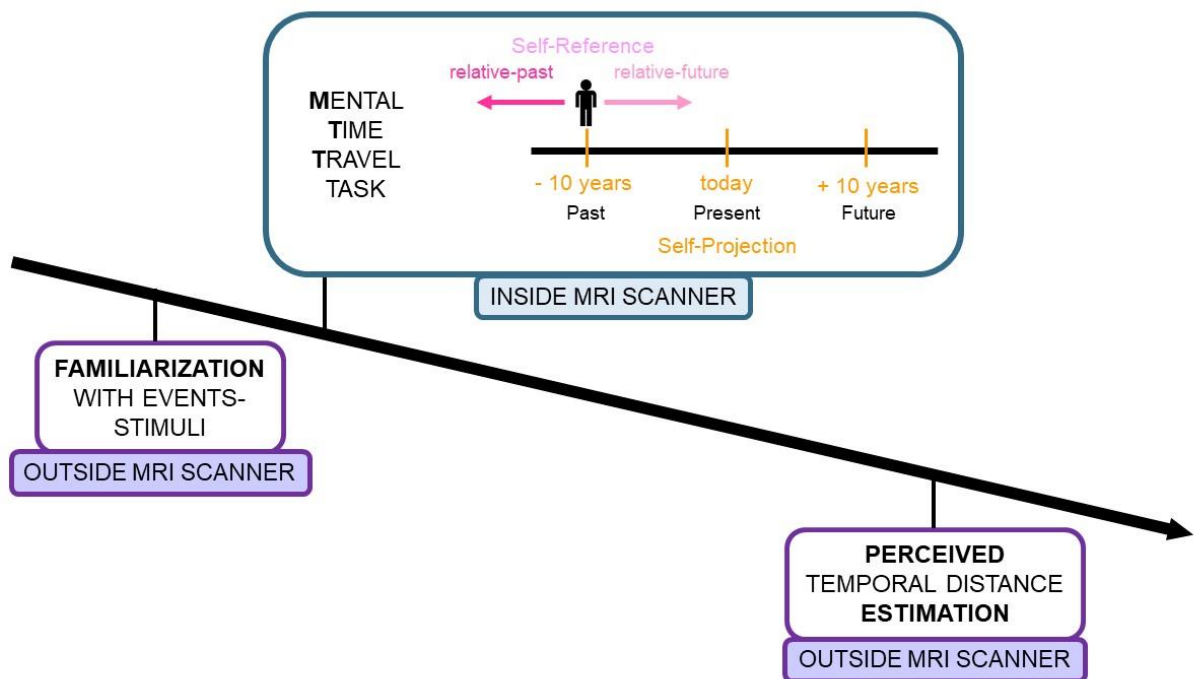 Self-Reference
relative-past relative-future
MENTAL
TIME
TRAVEL
TASK
- 10 years today + 10 years
Past Present Future
Self-Projection
INSIDE MRI SCANNER
FAMILIARIZATION
WITH EVENTS-
STIMULI
OUTSIDE MRI SCANNER
PERCEIVED
TEMPORAL DISTANCE
ESTIMATION
OUTSIDE MRI SCANNER